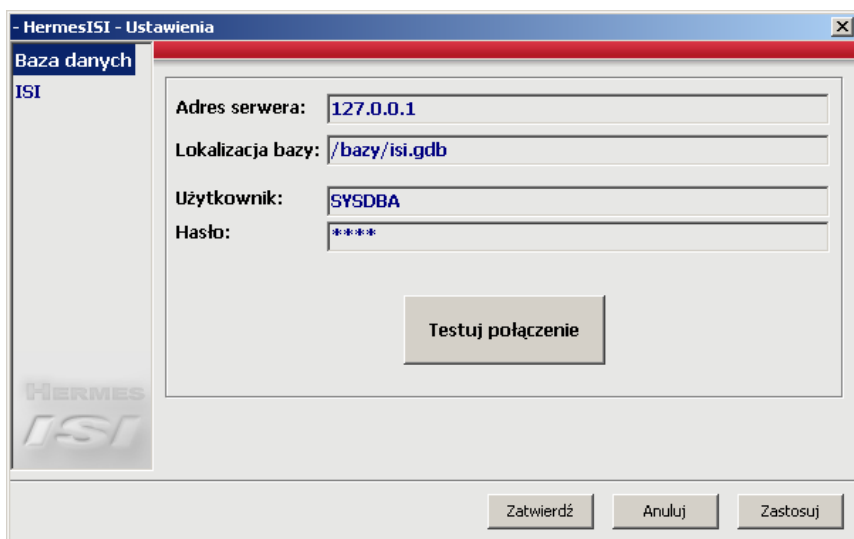 - HermesISI - Ustawienia
Baza danych
ISI
Adres serwera: 127.0.0.1
Lokalizacja bazy: /bazy/isi.gdb
Użytkownik: SYSDBA
Hasło: ****
Testuj połączenie
HERMES
ISI
Zatwierdź Anuluj Zastosuj